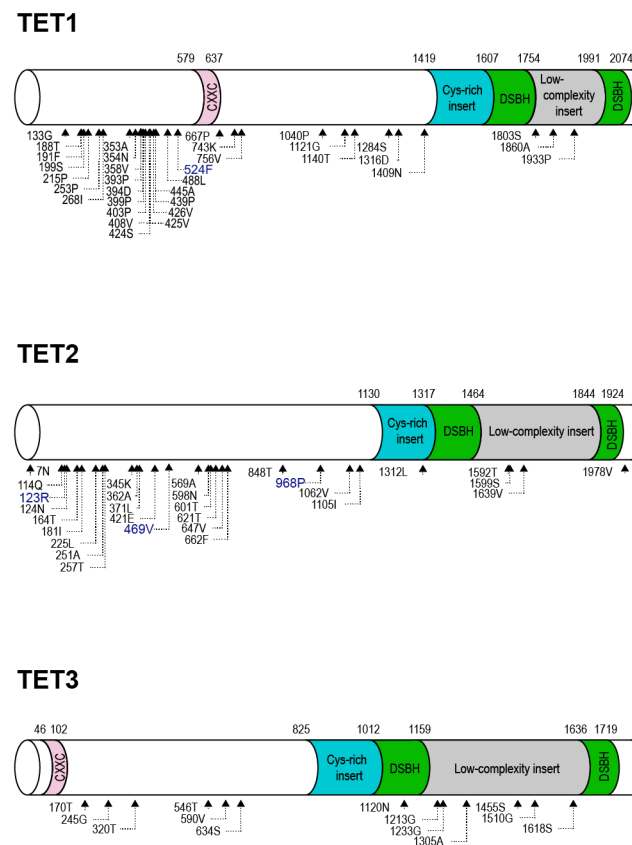 TET1
579 637 1419 1607 1754 1991 2074
CXXC
Cys-rich
insert
DSBH
Low-
complexity
insert
DSBH
133G 667P 1040P 1803S
188T 353A 743K 1121G 1284S 1860A
191F 354N 756V 1140T 1316D 1933P
199S 358V 524F 1409N
215P 393P 488L
253P 394D 445A
268I 399P 439P
403P 426V
408V 425V
424S
TET2
1130 1317 1464 1844 1924
Cys-rich
insert
DSBH
Low-complexity insert
DSBH
7N 848T 1312L 1592T 1978V
114Q 345K 569A 968P 1599S
123R 362A 598N 1062V 1639V
124N 371L 601T 1105I
164T 421E 621T
181I 469V 647V
225L 662F
251A
257T
TET3
46 102 825 1012 1159 1636 1719
CXXC
Cys-rich
insert
DSBH
Low-complexity insert
DSBH
170T 546T 1120N 1455S
245G 590V 1213G 1510G
320T 634S 1233G 1618S
1305A